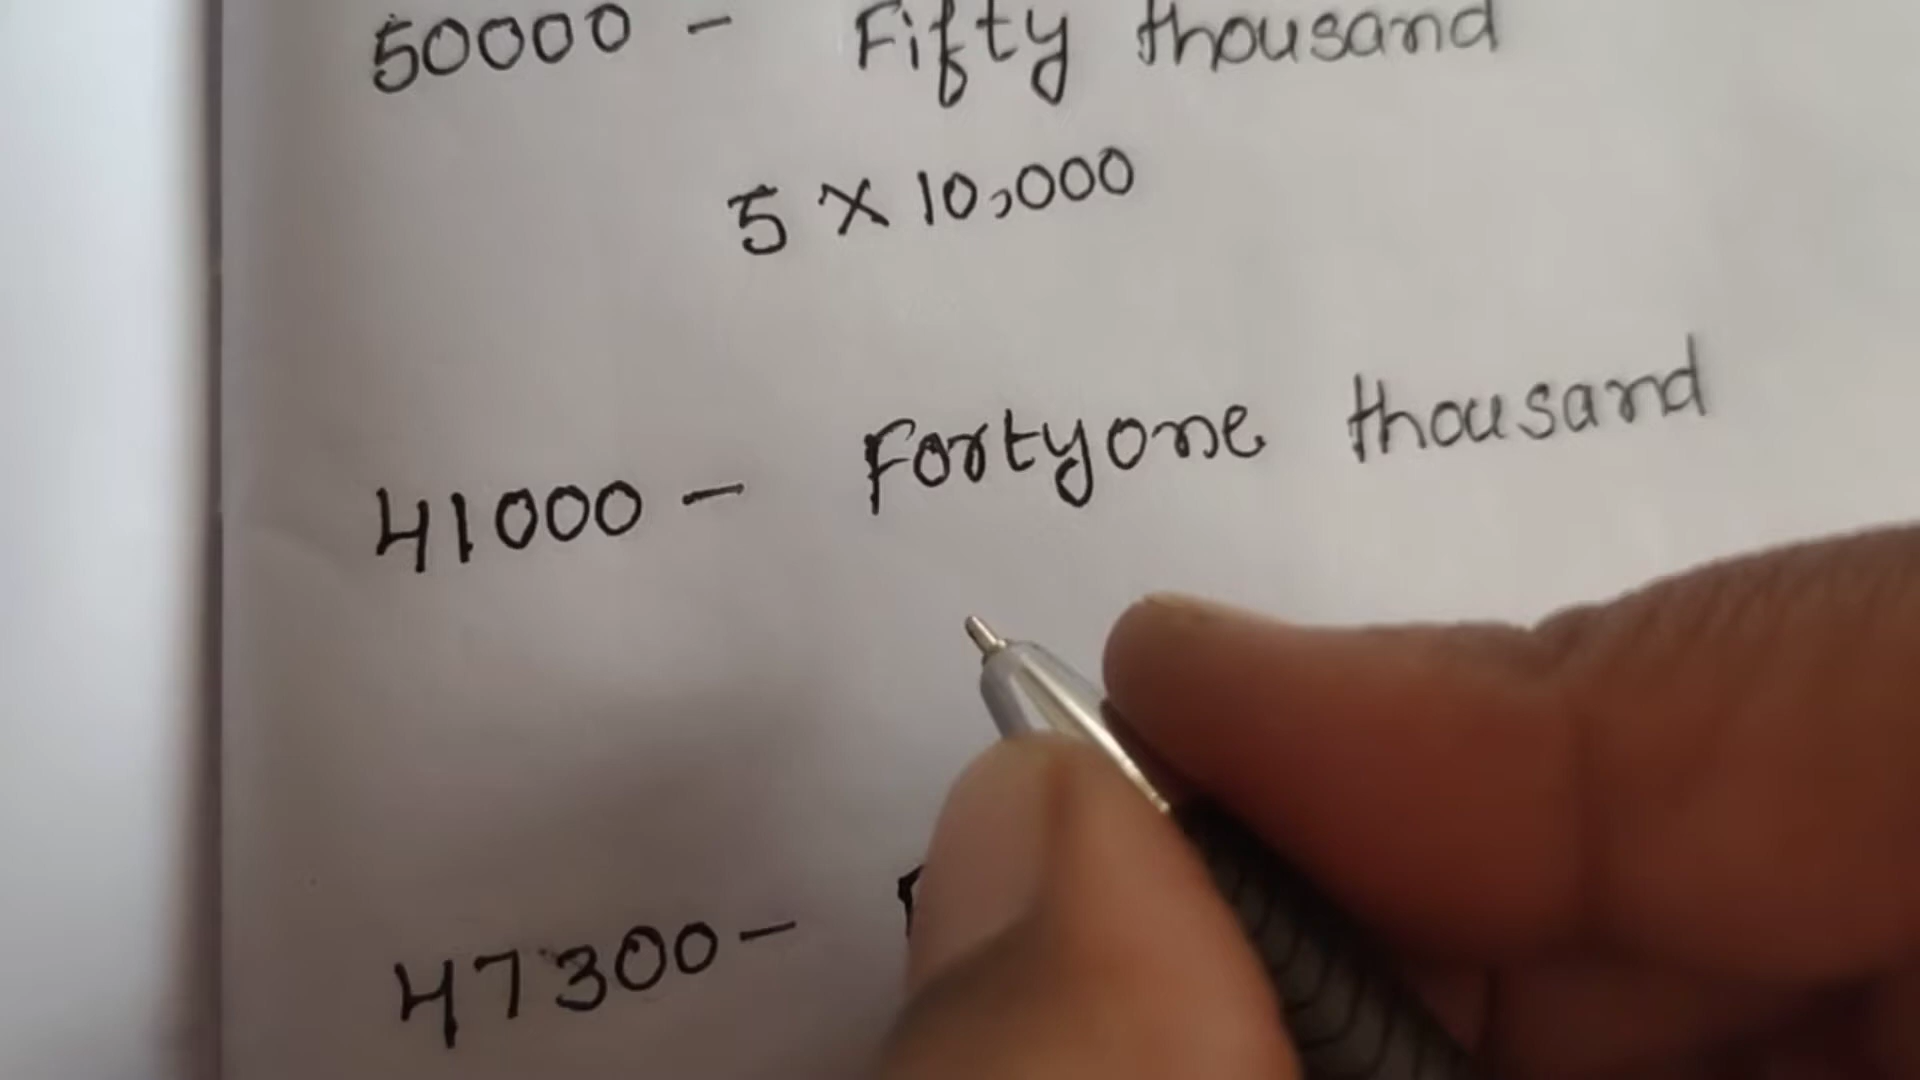 50000 - Fifty thousand
5 × 10,000
41000 - Fortyone thousand
47300 -